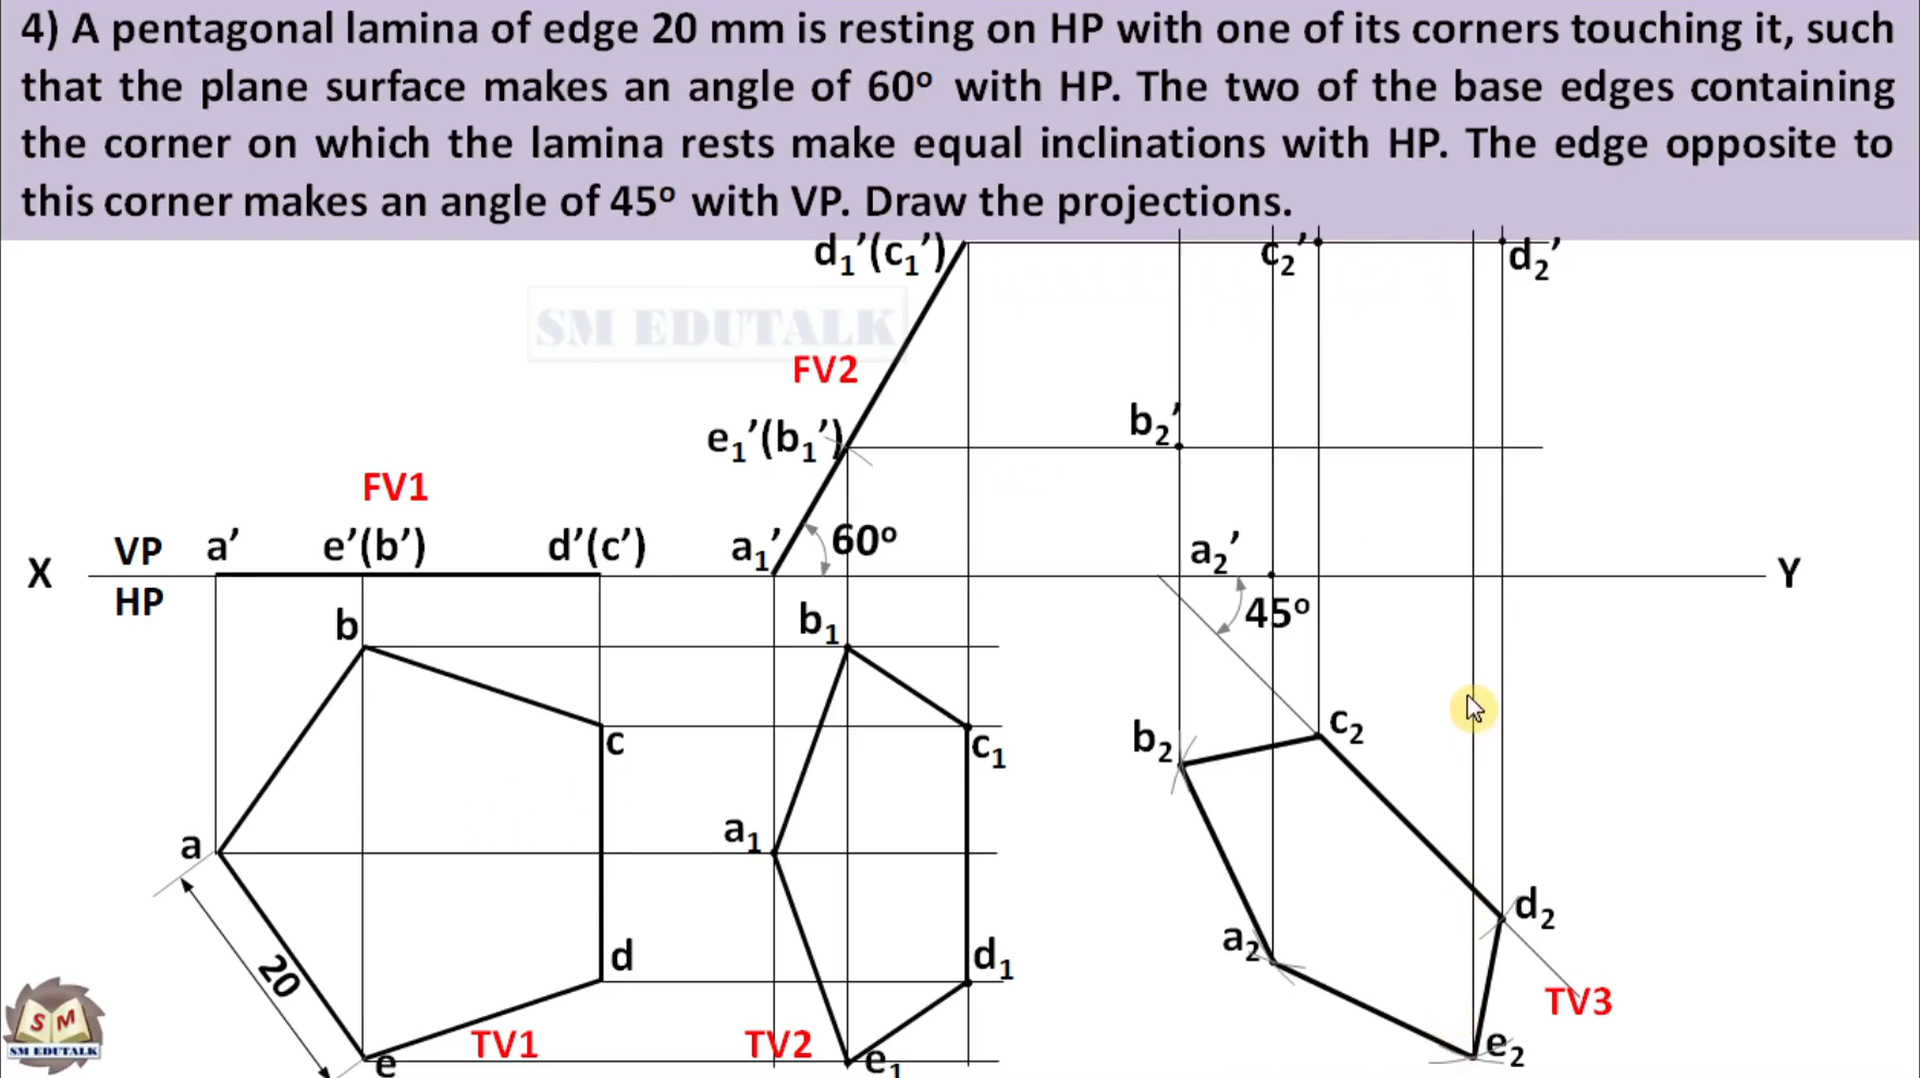 4) A pentagonal lamina of edge 20 mm is resting on HP with one of its corners touching it, such
that the plane surface makes an angle of 60º with HP. The two of the base edges containing
the corner on which the lamina rests make equal inclinations with HP. The edge opposite to
this corner makes an angle of 45º with VP. Draw the projections.
d₁’(c₁’)
c₂’
d₂’
SM EDUTALK
FV2
e₁’(b₁’)
b₂’
FV1
VP
a’
e’(b’)
d’(c’)
a₁’
60º
a₂’
X
Y
HP
b
b₁
45º
c
c₁
b₂
c₂
a
a₁
d
d₁
a₂
d₂
20
TV3
TV1
TV2
e
e₁
e₂
SM
SM EDUTALK